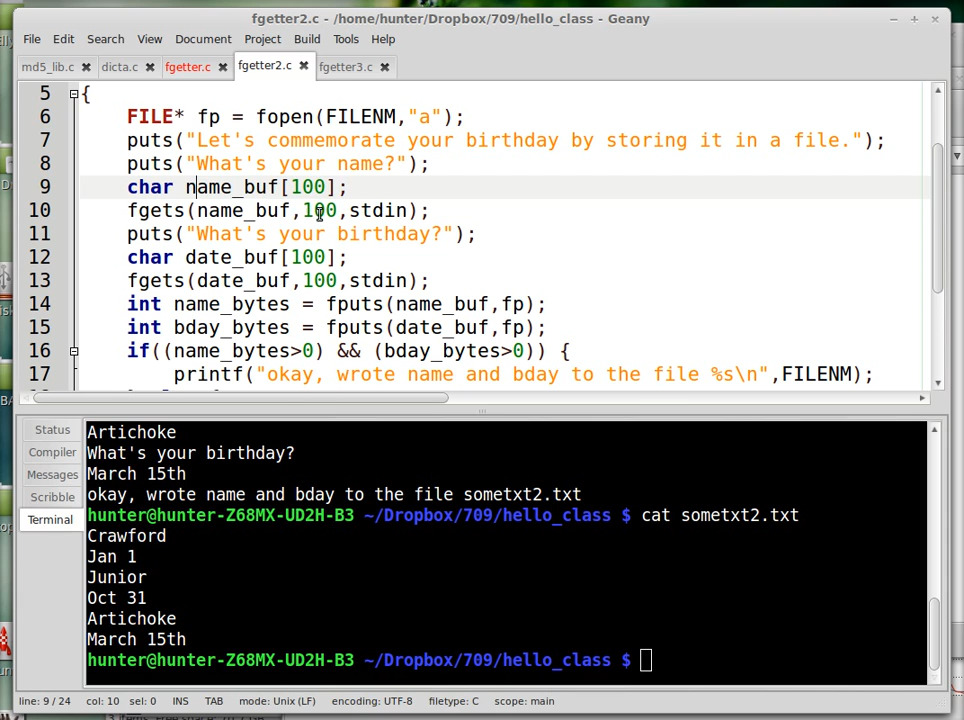 fgetter2.c - /home/hunter/Dropbox/709/hello_class - Geany
File Edit Search View Document Project Build Tools Help
md5_lib.c dicta.c fgetter.c fgetter2.c fgetter3.c
5 {
6 FILE* fp = fopen(FILENM,"a");
7 puts("Let's commemorate your birthday by storing it in a file.");
8 puts("What's your name?");
9 char name_buf[100];
10 fgets(name_buf,100,stdin);
11 puts("What's your birthday?");
12 char date_buf[100];
13 fgets(date_buf,100,stdin);
14 int name_bytes = fputs(name_buf,fp);
15 int bday_bytes = fputs(date_buf,fp);
16 if((name_bytes>0) && (bday_bytes>0)) {
17 printf("okay, wrote name and bday to the file %s\n",FILENM);
Status
Compiler
Messages
Scribble
Terminal
Artichoke
What's your birthday?
March 15th
okay, wrote name and bday to the file sometxt2.txt
hunter@hunter-Z68MX-UD2H-B3 ~/Dropbox/709/hello_class $ cat sometxt2.txt
Crawford
Jan 1
Junior
Oct 31
Artichoke
March 15th
hunter@hunter-Z68MX-UD2H-B3 ~/Dropbox/709/hello_class $
line: 9 / 24 col: 10 sel: 0 INS TAB mode: Unix (LF) encoding: UTF-8 filetype: C scope: main